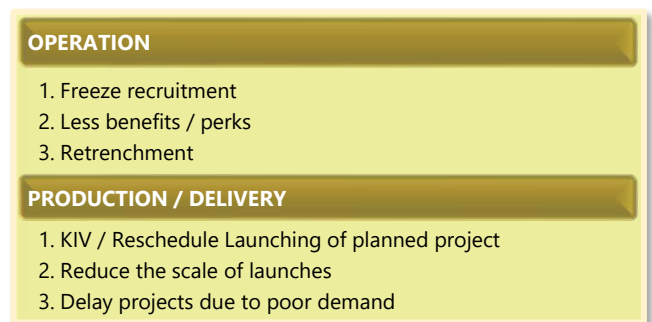 OPERATION
1. Freeze recruitment
2. Less benefits / perks
3. Retrenchment
PRODUCTION / DELIVERY
1. KIV / Reschedule Launching of planned project
2. Reduce the scale of launches
3. Delay projects due to poor demand